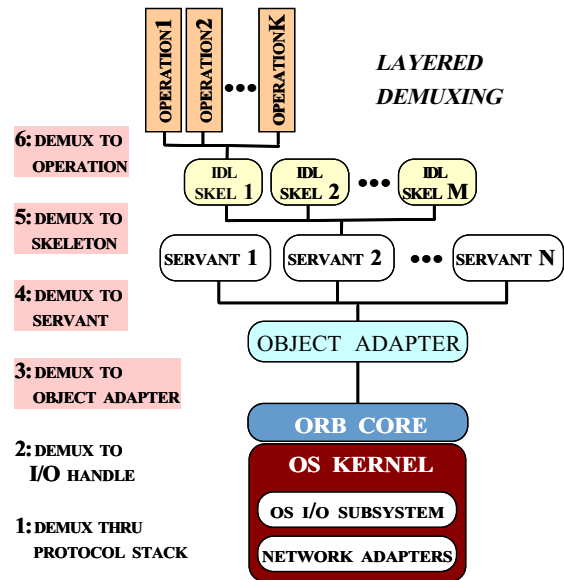 OPERATION1
OPERATION2
OPERATIONK
LAYERED
DEMUXING
6: DEMUX TO
OPERATION
IDL
SKEL 1
IDL
SKEL 2
IDL
SKEL M
5: DEMUX TO
SKELETON
SERVANT 1
SERVANT 2
SERVANT N
4: DEMUX TO
SERVANT
OBJECT ADAPTER
3: DEMUX TO
OBJECT ADAPTER
ORB CORE
OS KERNEL
2: DEMUX TO
I/O HANDLE
OS I/O SUBSYSTEM
1: DEMUX THRU
PROTOCOL STACK
NETWORK ADAPTERS